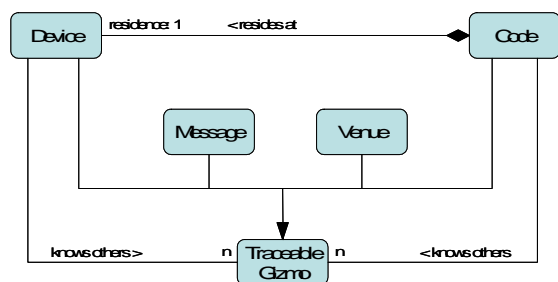 residence: 1
< resides at
Device
Code
Message
Venue
knows others >
n
Traceable
Gizmo
n
< knows others